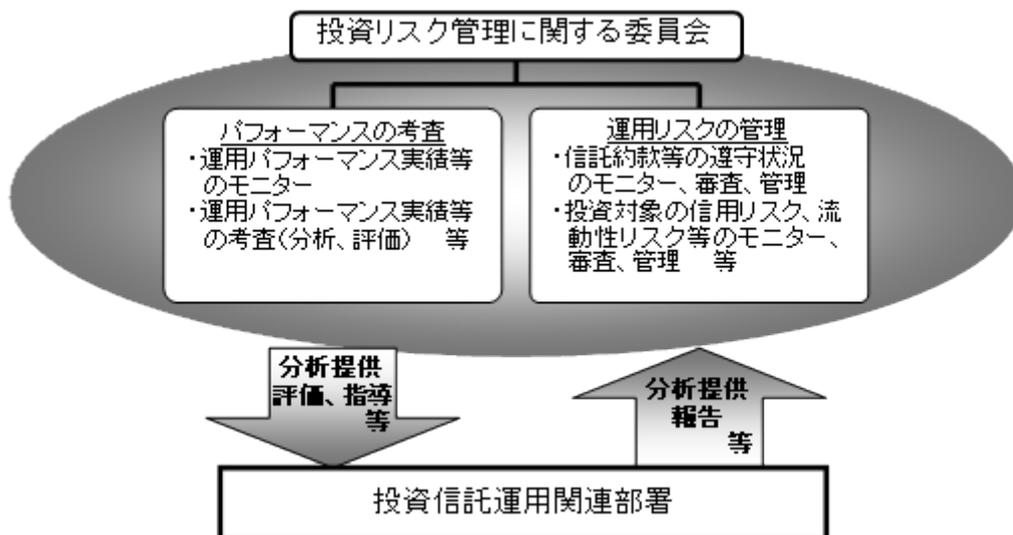 投資リスク管理に関する委員会
パフォーマンスの考査
・運用パフォーマンス実績等
のモニター
・運用パフォーマンス実績等
の考査(分析、評価)　等
運用リスクの管理
・信託約款等の遵守状況
のモニター、審査、管理
・投資対象の信用リスク、流
動性リスク等のモニター、
審査、管理　等
分析提供
評価、指導
等
分析提供
報告
等
投資信託運用関連部署